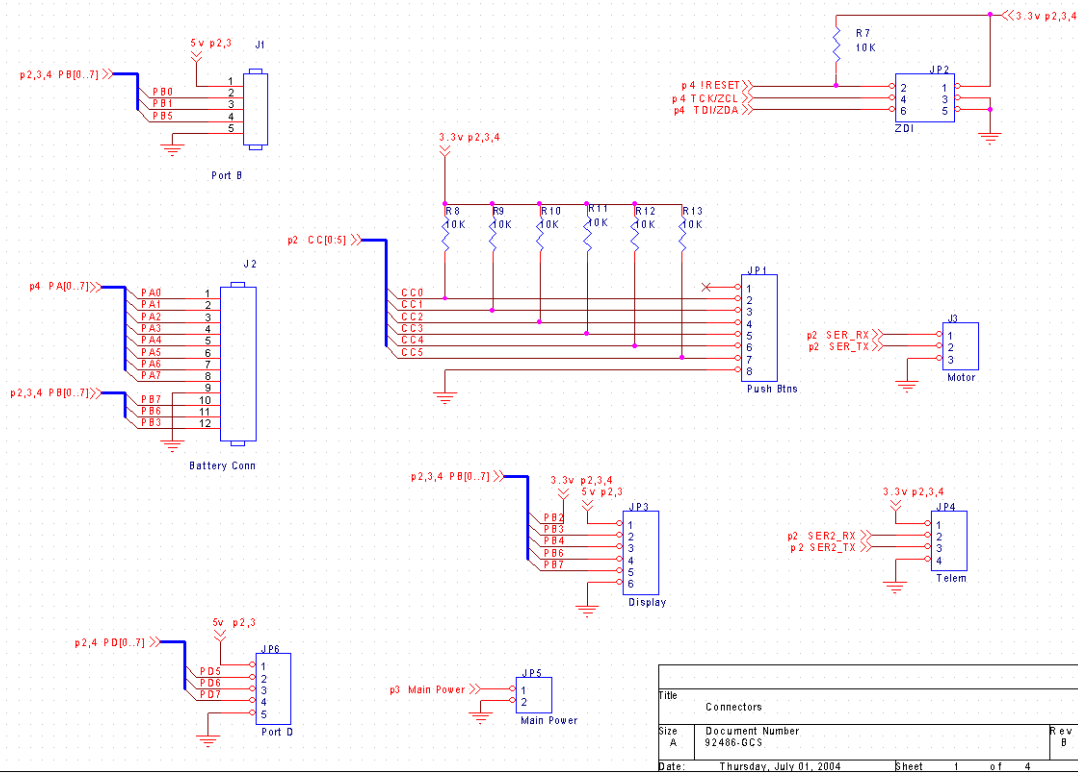 3.3v p2,3,4
5v p2,3
J1
R7
10K
p2,3,4 PB[0..7]
JP2
1
PB0 2
PB1 3
PB5 4
5
p4 !RESET 2 1
p4 TCK/ZCL 4 3
p4 TDI/ZDA 6 5
ZDI
3.3v p2,3,4
Port B
R8 R9 R10 R11 R12 R13
10K 10K 10K 10K 10K 10K
p2 CC[0:5]
J2
JP1
p4 PA[0..7]
1
CC0 2
CC1 3
CC2 4
CC3 5
CC4 6
CC5 7
8
Push Btns
PA0 1
PA1 2
PA2 3
PA3 4
PA4 5
PA5 6
PA6 7
PA7 8
9
p2,3,4 PB[0..7]
PB7 10
PB6 11
PB3 12
Battery Conn
J3
p2 SER_RX 1
p2 SER_TX 2
3
Motor
p2,3,4 PB[0..7]
3.3v p2,3,4
5v p2,3
JP3
PB2 1
PB3 2
PB4 3
PB6 4
PB7 5
6
Display
3.3v p2,3,4
JP4
1
p2 SER2_RX 2
p2 SER2_TX 3
4
Telem
5v p2,3
p2,4 PD[0..7]
JP6
1
PD5 2
PD6 3
PD7 4
5
Port D
JP5
p3 Main Power 1
2
Main Power
Title
Connectors
Size Document Number Rev
A 92486-GCS B
Date: Thursday, July 01, 2004 Sheet 1 of 4